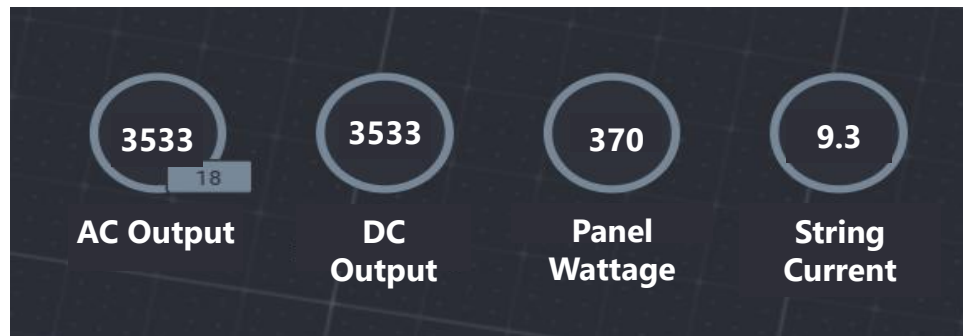 3533
18
3533
370
9.3
AC Output
DC
Output
Panel
Wattage
String
Current